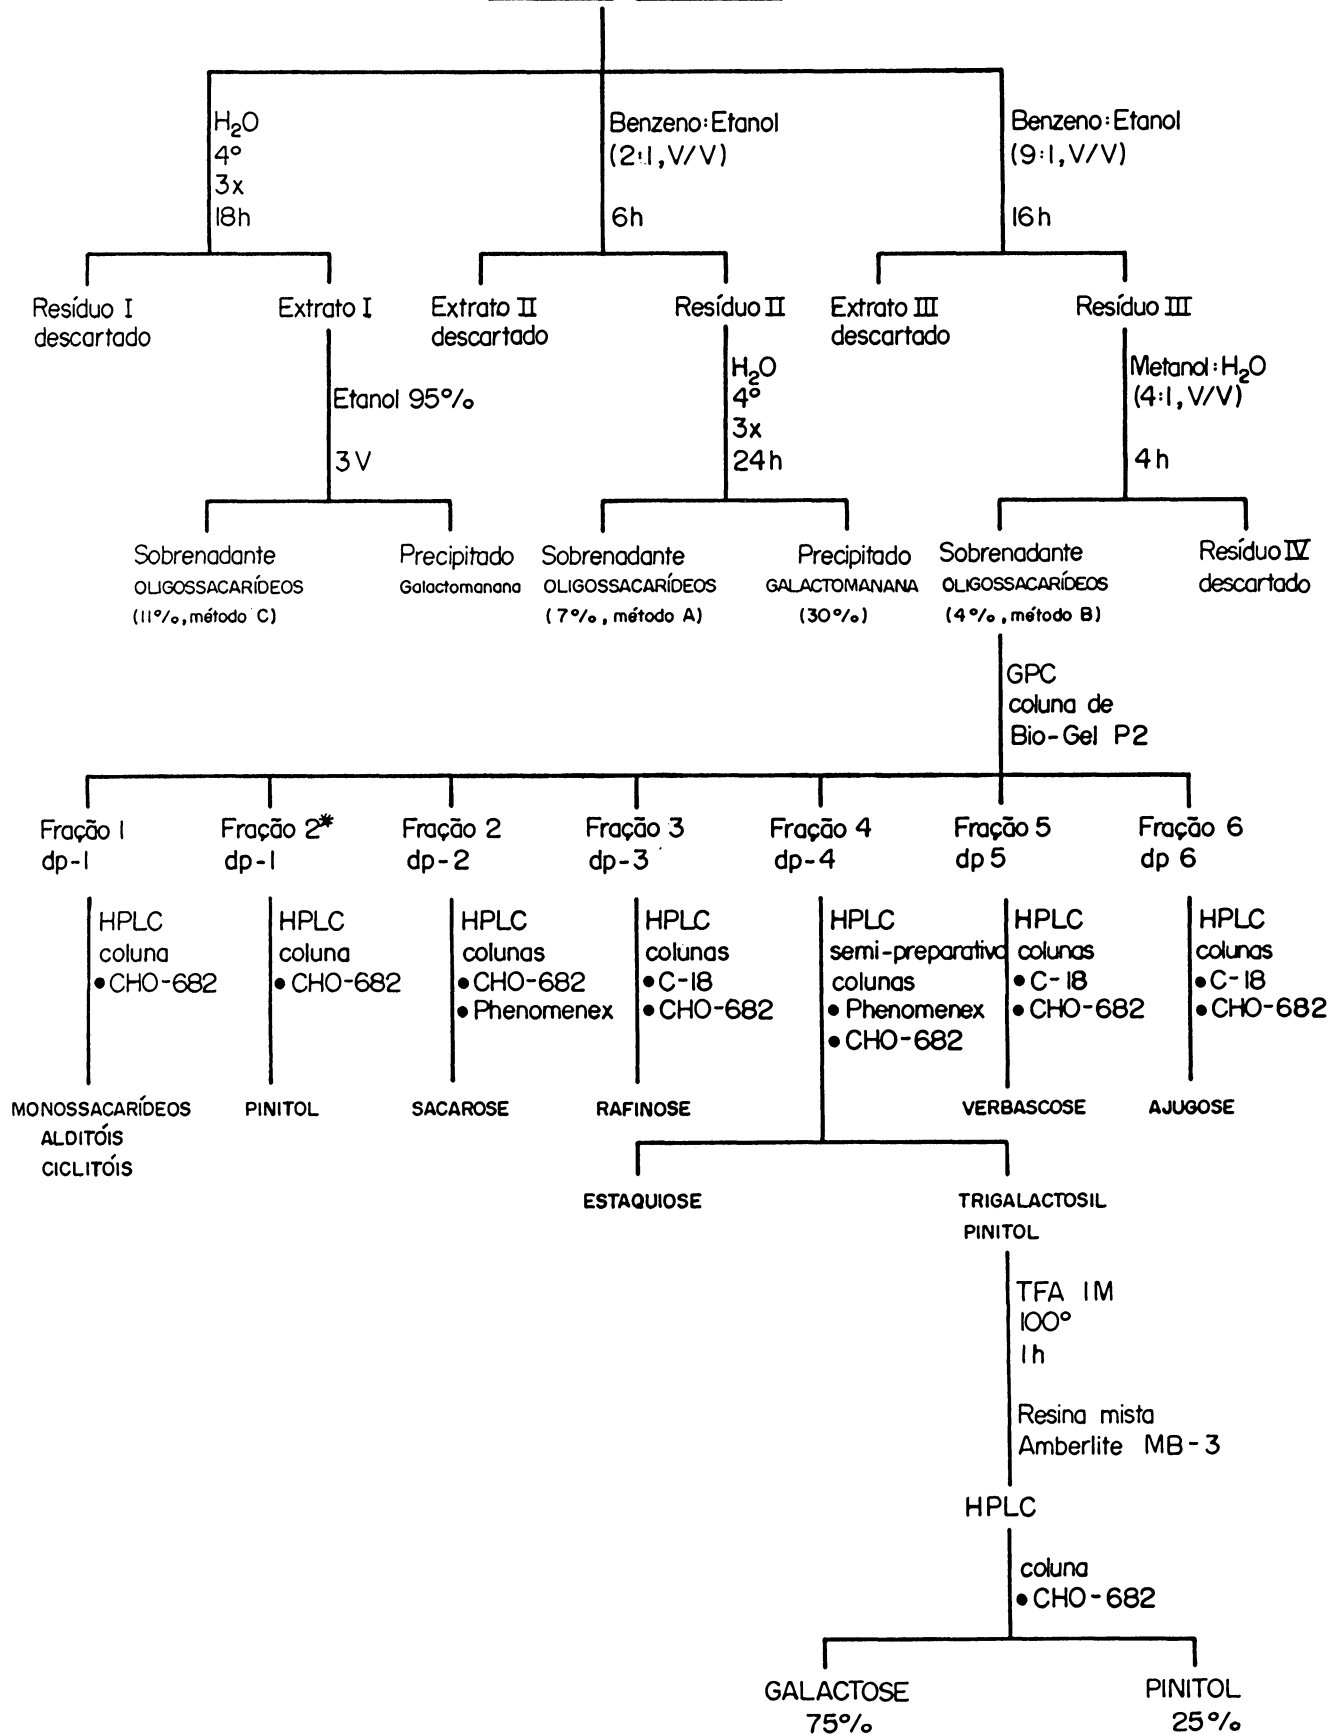 H₂O
4°
3x
18h
Benzeno:Etanol
(2:1, V/V)
6h
Benzeno:Etanol
(9:1, V/V)
16h
Resíduo I
descartado
Extrato I
Extrato II
descartado
Resíduo II
Extrato III
descartado
Resíduo III
Etanol 95%
3V
H₂O
4°
3x
24h
Metanol:H₂O
(4:1, V/V)
4h
Sobrenadante
OLIGOSSACARÍDEOS
(11%, método C)
Precipitado
Galactomanana
Sobrenadante
OLIGOSSACARÍDEOS
(7%, método A)
Precipitado
GALACTOMANANA
(30%)
Sobrenadante
OLIGOSSACARÍDEOS
(4%, método B)
Resíduo IV
descartado
GPC
coluna de
Bio-Gel P2
Fração 1
dp-1
Fração 2*
dp-1
Fração 2
dp-2
Fração 3
dp-3
Fração 4
dp-4
Fração 5
dp 5
Fração 6
dp 6
HPLC
coluna
•CHO-682
HPLC
coluna
•CHO-682
HPLC
colunas
•CHO-682
•Phenomenex
HPLC
colunas
•C-18
•CHO-682
HPLC
semi-preparativo
colunas
•Phenomenex
•CHO-682
HPLC
colunas
•C-18
•CHO-682
HPLC
colunas
•C-18
•CHO-682
MONOSSACARÍDEOS
ALDITÓIS
CICLITÓIS
PINITOL
SACAROSE
RAFINOSE
VERBASCOSE
AJUGOSE
ESTAQUIOSE
TRIGALACTOSIL
PINITOL
TFA 1M
100°
1h
Resina mista
Amberlite MB-3
HPLC
coluna
•CHO-682
GALACTOSE
75%
PINITOL
25%